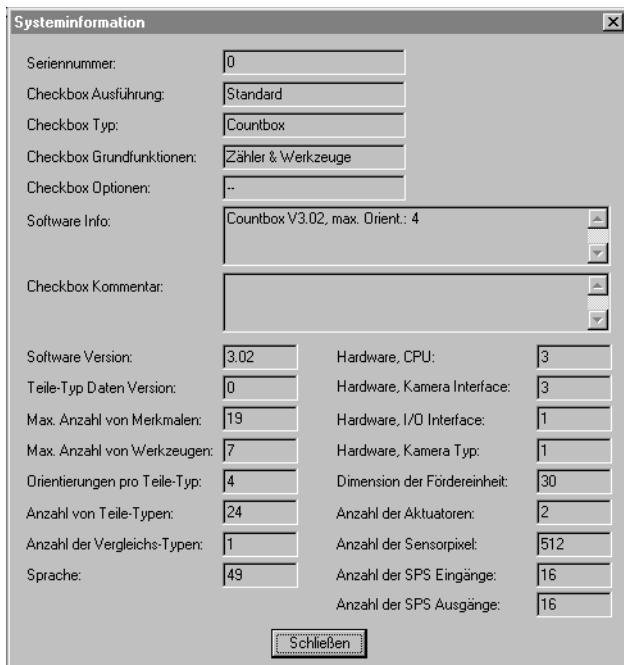 Systeminformation
Seriennummer: 0
Checkbox Ausführung: Standard
Checkbox Typ: Countbox
Checkbox Grundfunktionen: Zähler & Werkzeuge
Checkbox Optionen: --
Software Info: Countbox V3.02, max. Orient.: 4
Checkbox Kommentar:
Software Version: 3.02 Hardware, CPU: 3
Teile-Typ Daten Version: 0 Hardware, Kamera Interface: 3
Max. Anzahl von Merkmalen: 19 Hardware, I/O Interface: 1
Max. Anzahl von Werkzeugen: 7 Hardware, Kamera Typ: 1
Orientierungen pro Teile-Typ: 4 Dimension der Fördereinheit: 30
Anzahl von Teile-Typen: 24 Anzahl der Aktuatoren: 2
Anzahl der Vergleichs-Typen: 1 Anzahl der Sensorpixel: 512
Sprache: 49 Anzahl der SPS Eingänge: 16
Anzahl der SPS Ausgänge: 16
Schließen